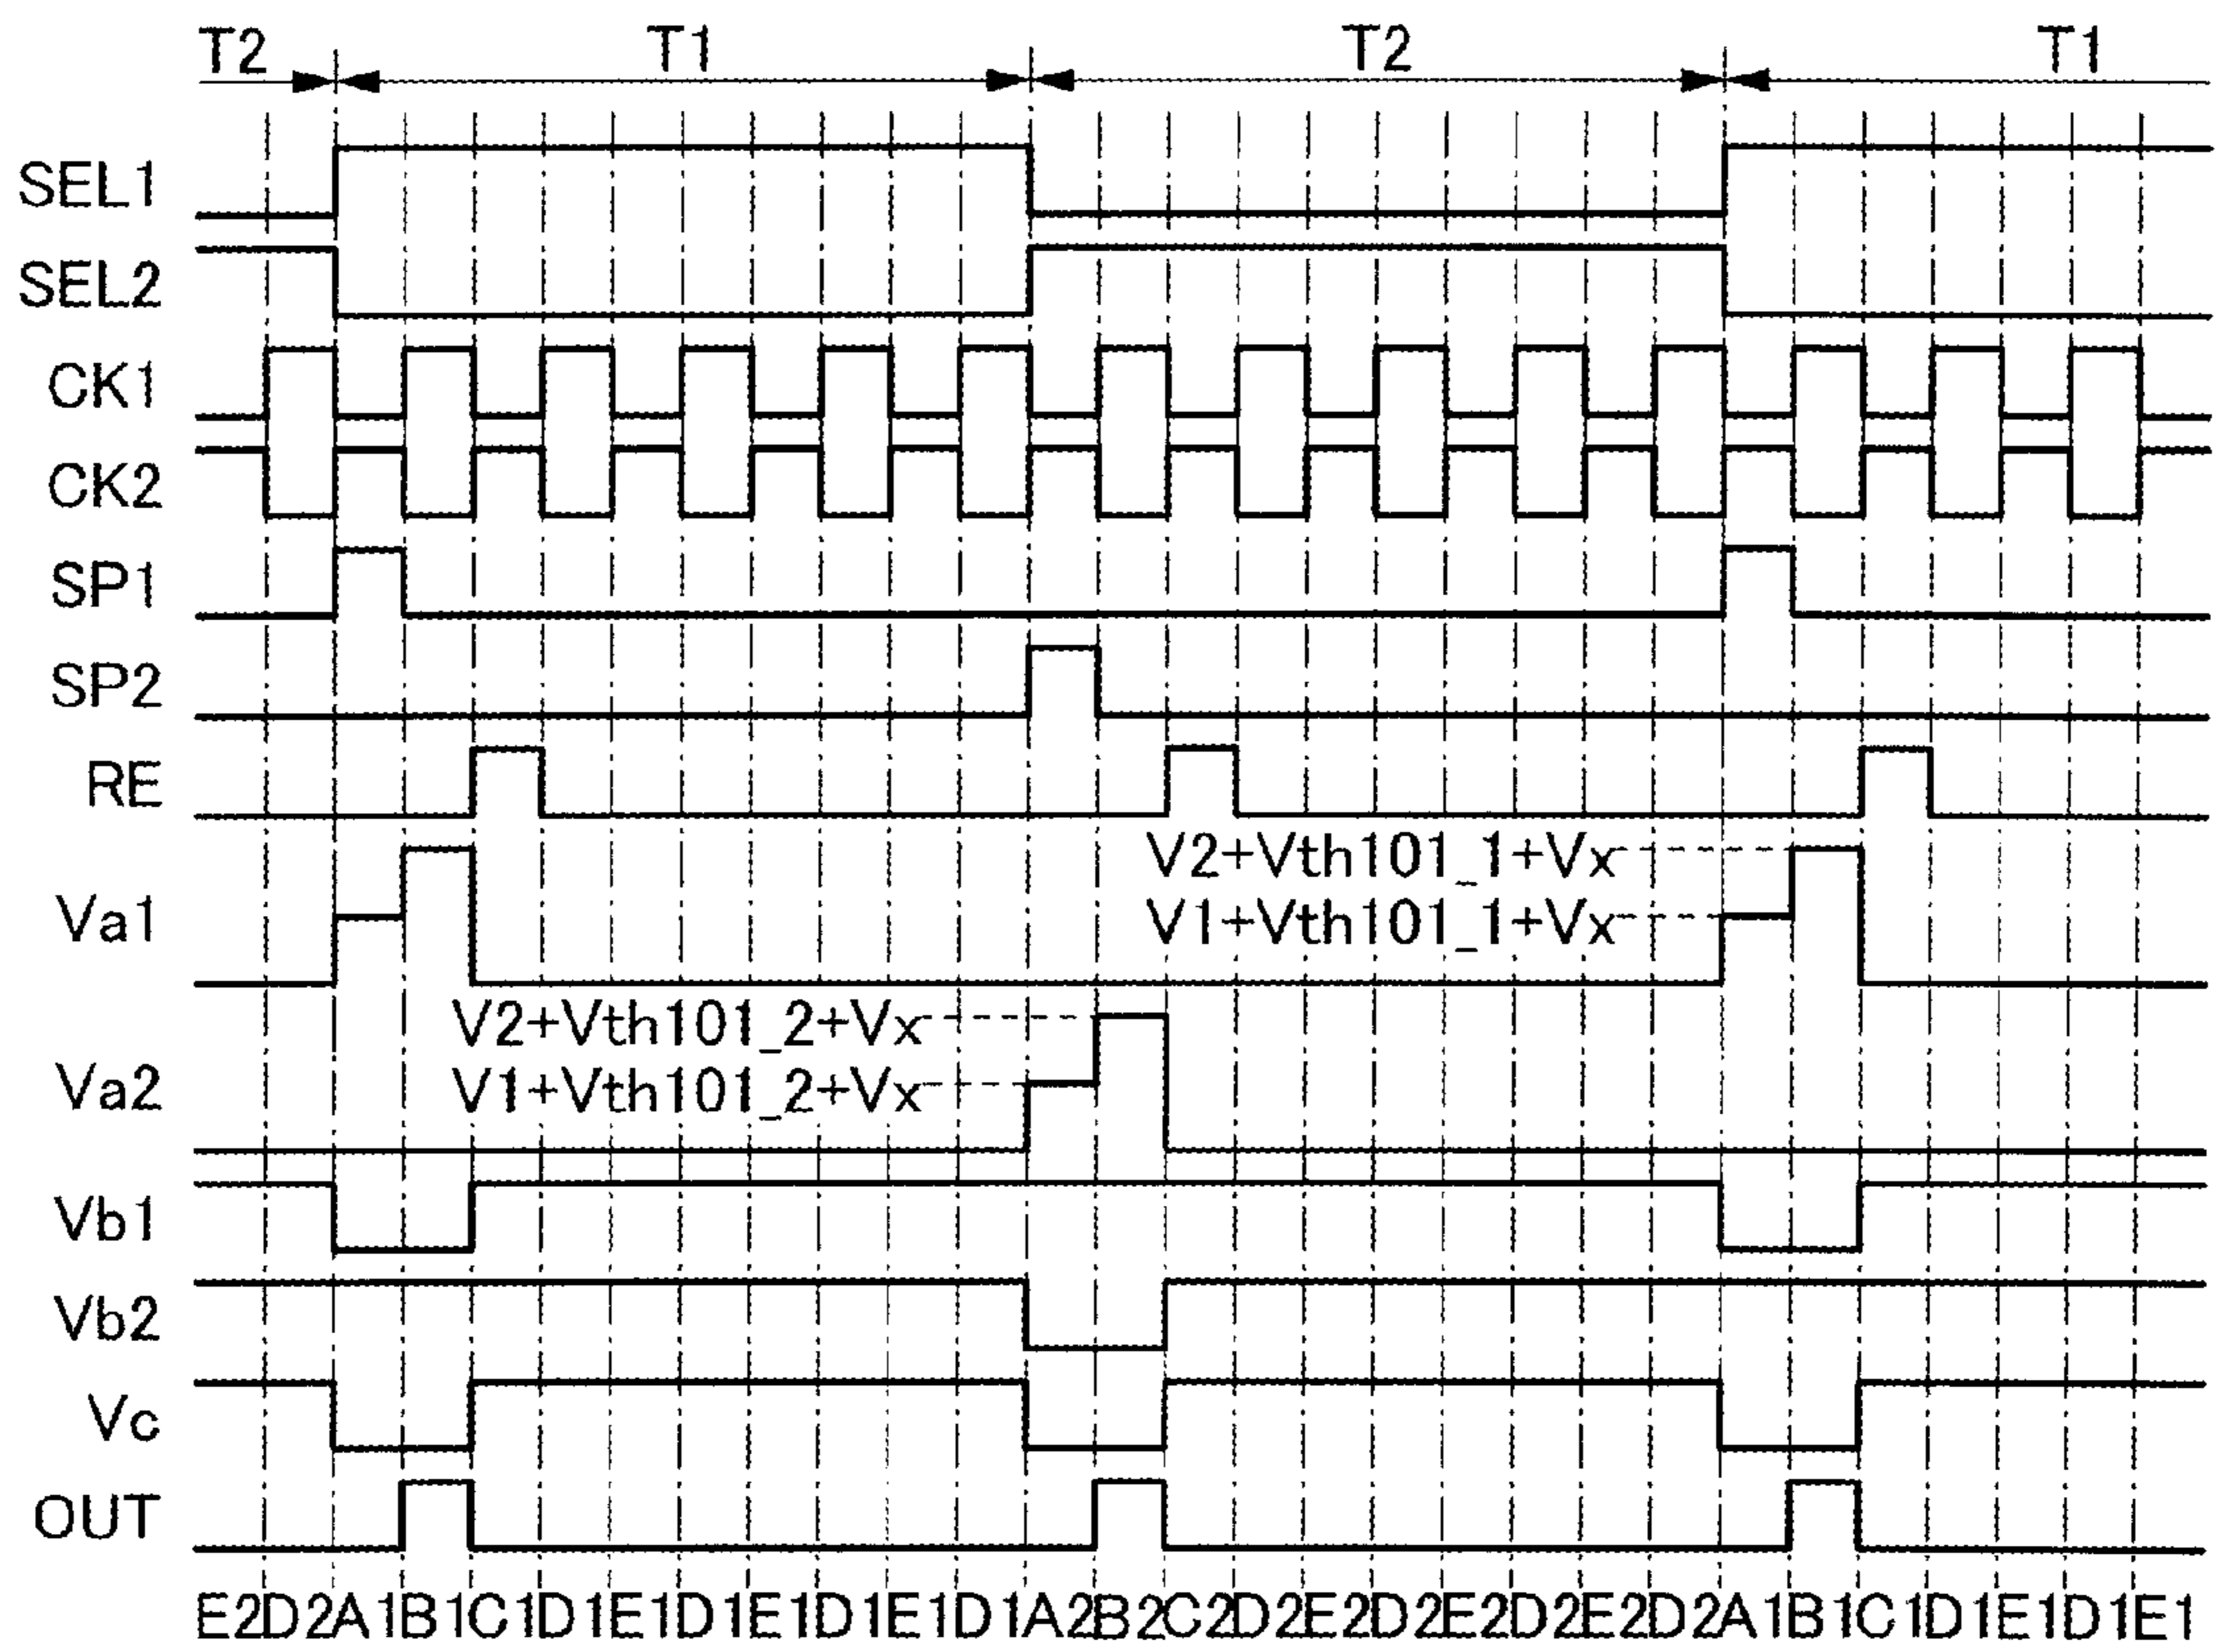 T2 T1 T2 T1
SEL1
SEL2
CK1
CK2
SP1
SP2
RE
V2+Vth101_1+Vx
Va1
V1+Vth101_1+Vx
V2+Vth101_2+Vx
Va2
V1+Vth101_2+Vx
Vb1
Vb2
Vc
OUT
E2D2A1B1C1D1E1D1E1D1E1D1A2B2C2D2E2D2E2D2E2D2A1B1C1D1E1D1E1